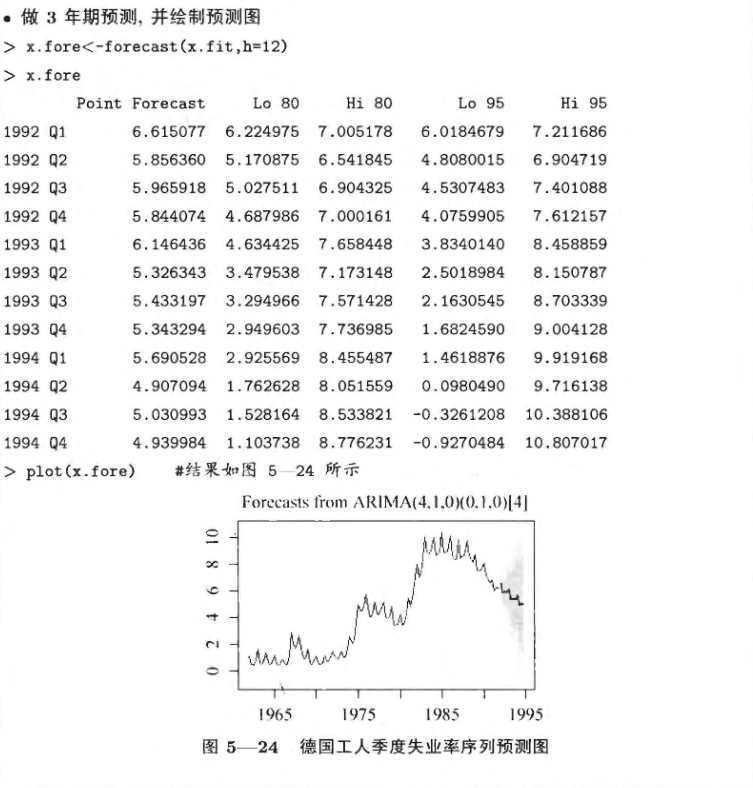 • 做 3 年期预测, 并绘制预测图
> x.fore<-forecast(x.fit,h=12)
> x.fore
Point Forecast Lo 80 Hi 80 Lo 95 Hi 95
1992 Q1 6.615077 6.224975 7.005178 6.0184679 7.211686
1992 Q2 5.856360 5.170875 6.541845 4.8080015 6.904719
1992 Q3 5.965918 5.027511 6.904325 4.5307483 7.401088
1992 Q4 5.844074 4.687986 7.000161 4.0759905 7.612157
1993 Q1 6.146436 4.634425 7.658448 3.8340140 8.458859
1993 Q2 5.326343 3.479538 7.173148 2.5018984 8.150787
1993 Q3 5.433197 3.294966 7.571428 2.1630545 8.703339
1993 Q4 5.343294 2.949603 7.736985 1.6824590 9.004128
1994 Q1 5.690528 2.925569 8.455487 1.4618876 9.919168
1994 Q2 4.907094 1.762628 8.051559 0.0980490 9.716138
1994 Q3 5.030993 1.528164 8.533821 -0.3261208 10.388106
1994 Q4 4.939984 1.103738 8.776231 -0.9270484 10.807017
> plot(x.fore) #结果如图 5—24 所示
Forecasts from ARIMA(4,1,0)(0,1,0)[4]
10
8
6
4
2
0
1965 1975 1985 1995
图 5—24 德国工人季度失业率序列预测图